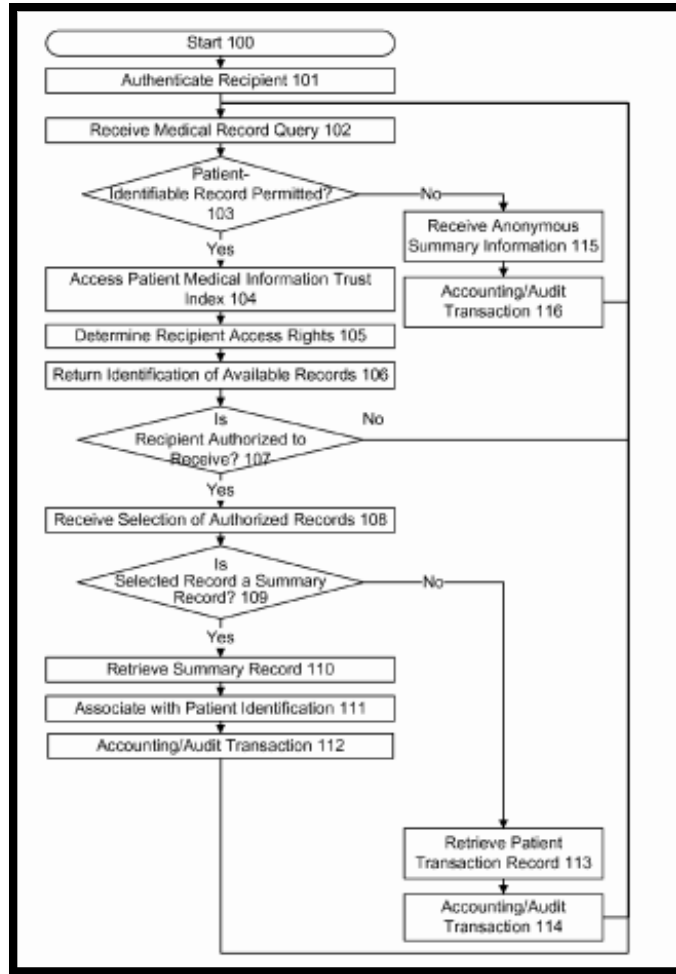 Start 100
Authenticate Recipient 101
Receive Medical Record Query 102
Patient-
Identifiable Record Permitted?
103
No
Receive Anonymous
Summary Information 115
Yes
Access Patient Medical Information Trust
Index 104
Accounting/Audit
Transaction 116
Determine Recipient Access Rights 105
Return Identification of Available Records 106
Is
Recipient Authorized to
Receive? 107
No
Yes
Receive Selection of Authorized Records 108
Is
Selected Record a Summary
Record? 109
No
Yes
Retrieve Summary Record 110
Associate with Patient Identification 111
Accounting/Audit Transaction 112
Retrieve Patient
Transaction Record 113
Accounting/Audit
Transaction 114